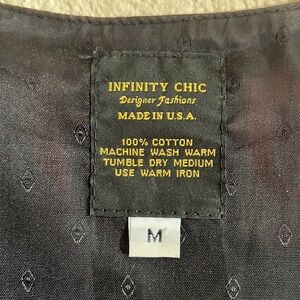 INFINITY CHIC
Designer Fashions
MADE IN U.S.A.
100% COTTON
MACHINE WASH WARM
TUMBLE DRY MEDIUM
USE WARM IRON
M